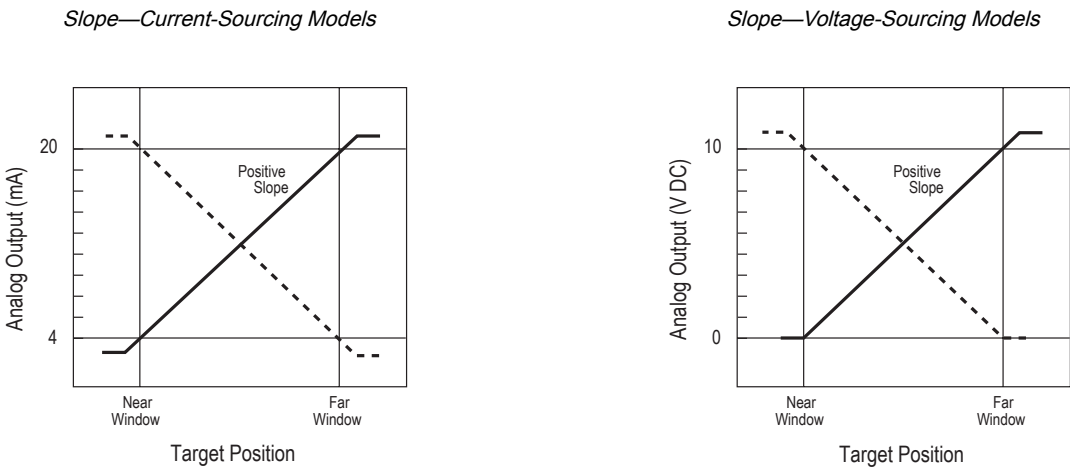 Slope—Current-Sourcing Models
20
4
Analog Output (mA)
Positive
Slope
Near
Window
Far
Window
Target Position
Slope—Voltage-Sourcing Models
10
0
Analog Output (V DC)
Positive
Slope
Near
Window
Far
Window
Target Position